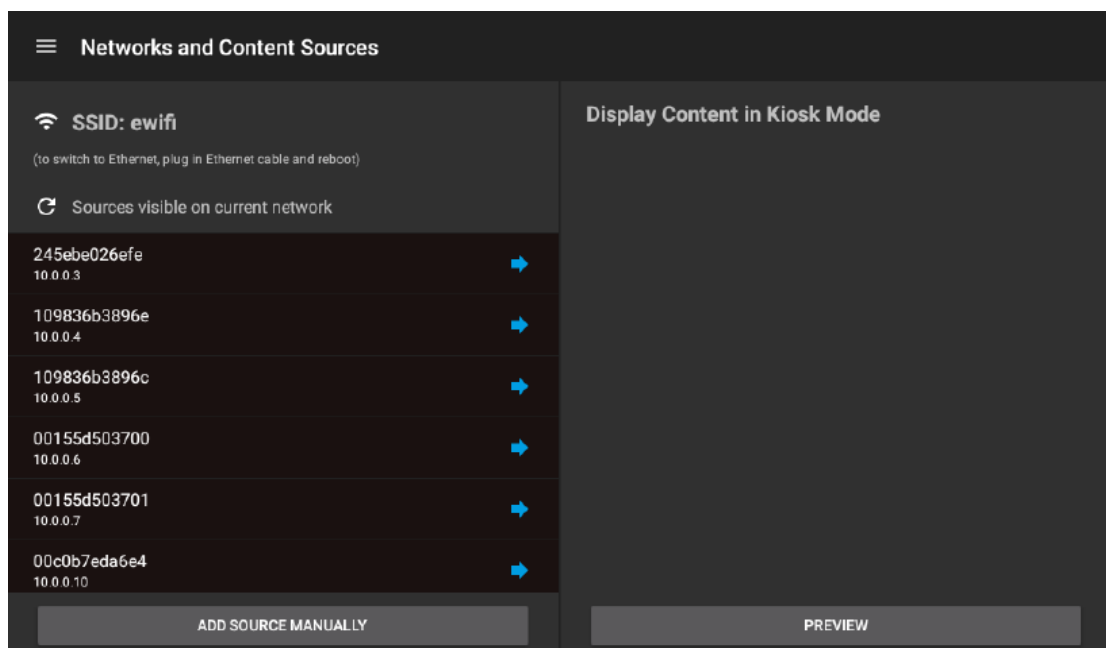 Networks and Content Sources
SSID: ewifi
(to switch to Ethernet, plug in Ethernet cable and reboot)
Sources visible on current network
245ebe026efe
10.0.0.3
109836b3896e
10.0.0.4
109836b3896c
10.0.0.5
00155d503700
10.0.0.6
00155d503701
10.0.0.7
00c0b7eda6e4
10.0.0.10
ADD SOURCE MANUALLY
Display Content in Kiosk Mode
PREVIEW